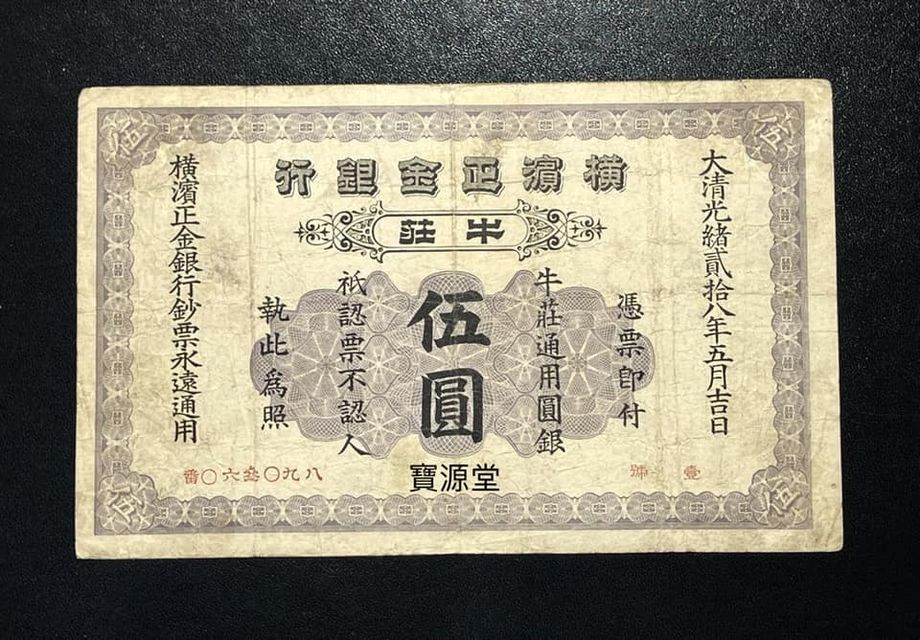 伍
伍
橫濱正金銀行
牛莊
大清光緒貳拾八年五月吉日
憑票即付
牛莊通用圓銀
伍圓
祇認票不認人
執此為照
橫濱正金銀行鈔票永遠通用
壹號
八九〇叁六〇番
寶源堂
伍
伍